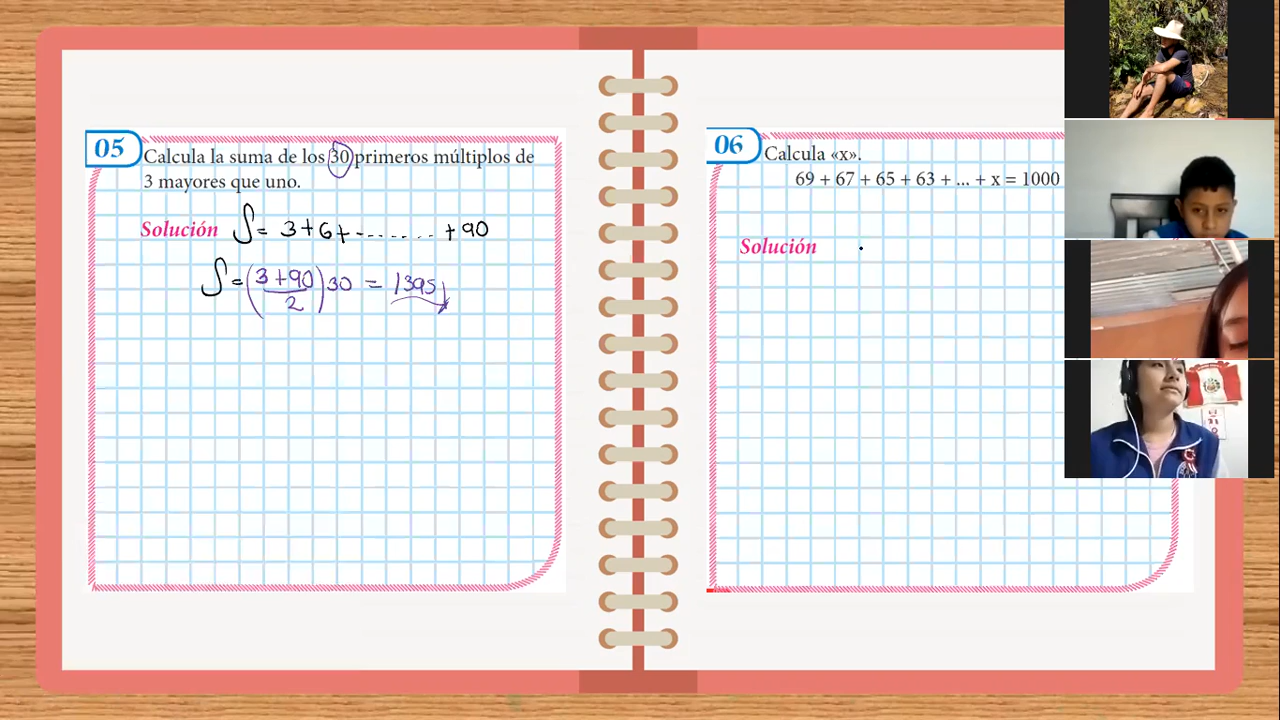 05
Calcula la suma de los 30 primeros múltiplos de
3 mayores que uno.
Solución S = 3+6+........+90
S = (3+90/2)30 = 1395
06
Calcula «x».
69 + 67 + 65 + 63 + ... + x = 1000
Solución